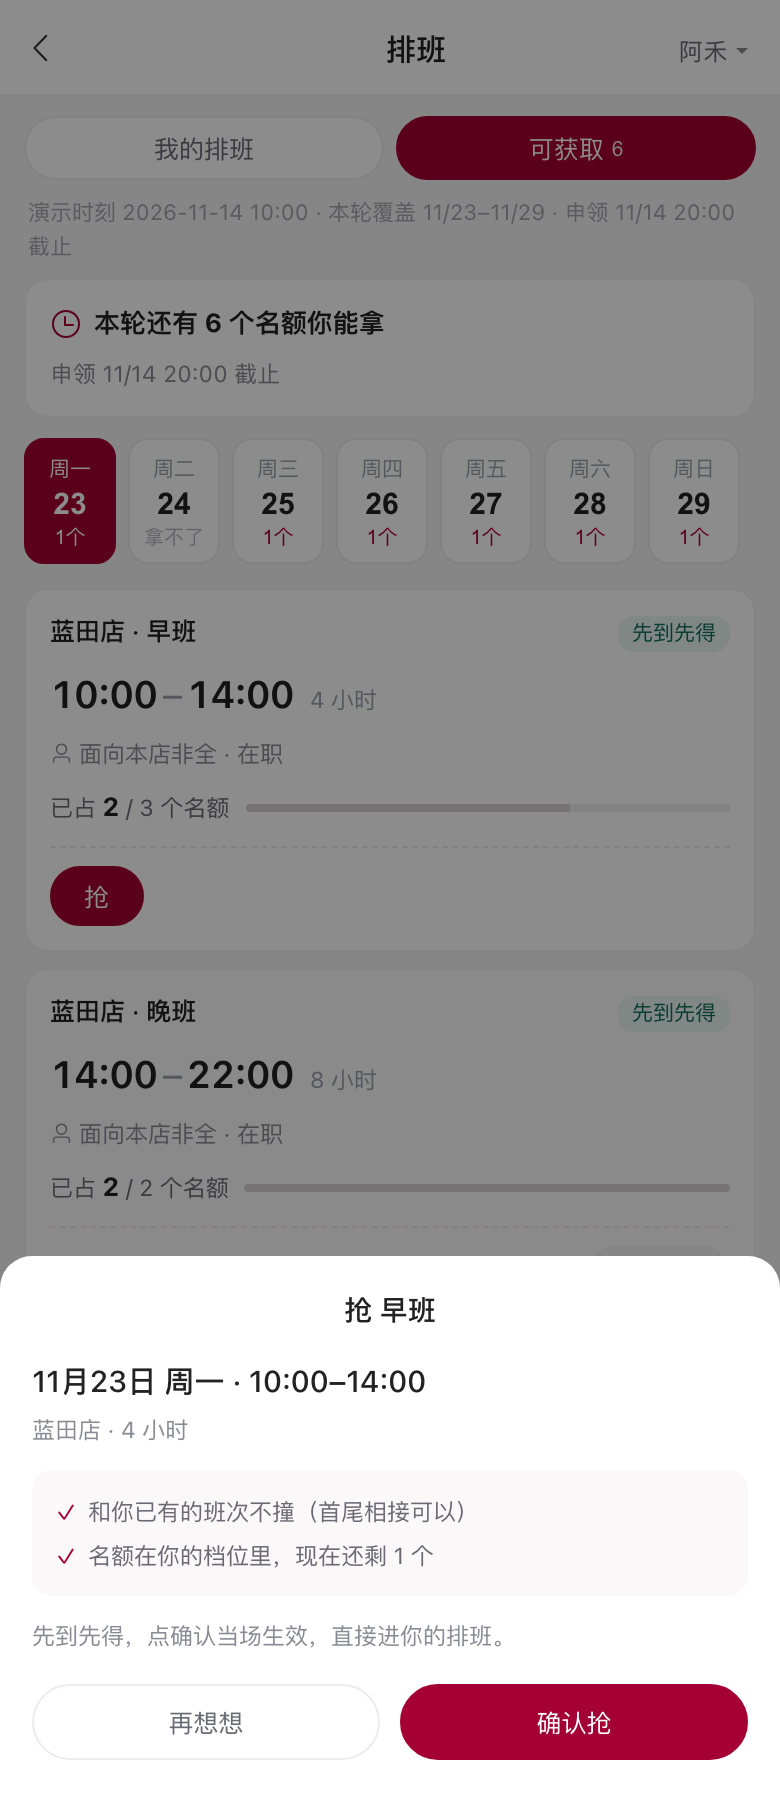 排班
阿禾
我的排班
可获取 6
演示时刻 2026-11-14 10:00 · 本轮覆盖 11/23–11/29 · 申领 11/14 20:00
截止
本轮还有 6 个名额你能拿
申领 11/14 20:00 截止
周一 周二 周三 周四 周五 周六 周日
23 24 25 26 27 28 29
1个 拿不了 1个 1个 1个 1个 1个
蓝田店 · 早班
先到先得
10:00 – 14:00 4 小时
面向本店非全 · 在职
已占 2 / 3 个名额
抢
蓝田店 · 晚班
先到先得
14:00 – 22:00 8 小时
面向本店非全 · 在职
已占 2 / 2 个名额
抢 早班
11月23日 周一 · 10:00–14:00
蓝田店 · 4 小时
和你已有的班次不撞（首尾相接可以）
名额在你的档位里，现在还剩 1 个
先到先得，点确认当场生效，直接进你的排班。
再想想
确认抢